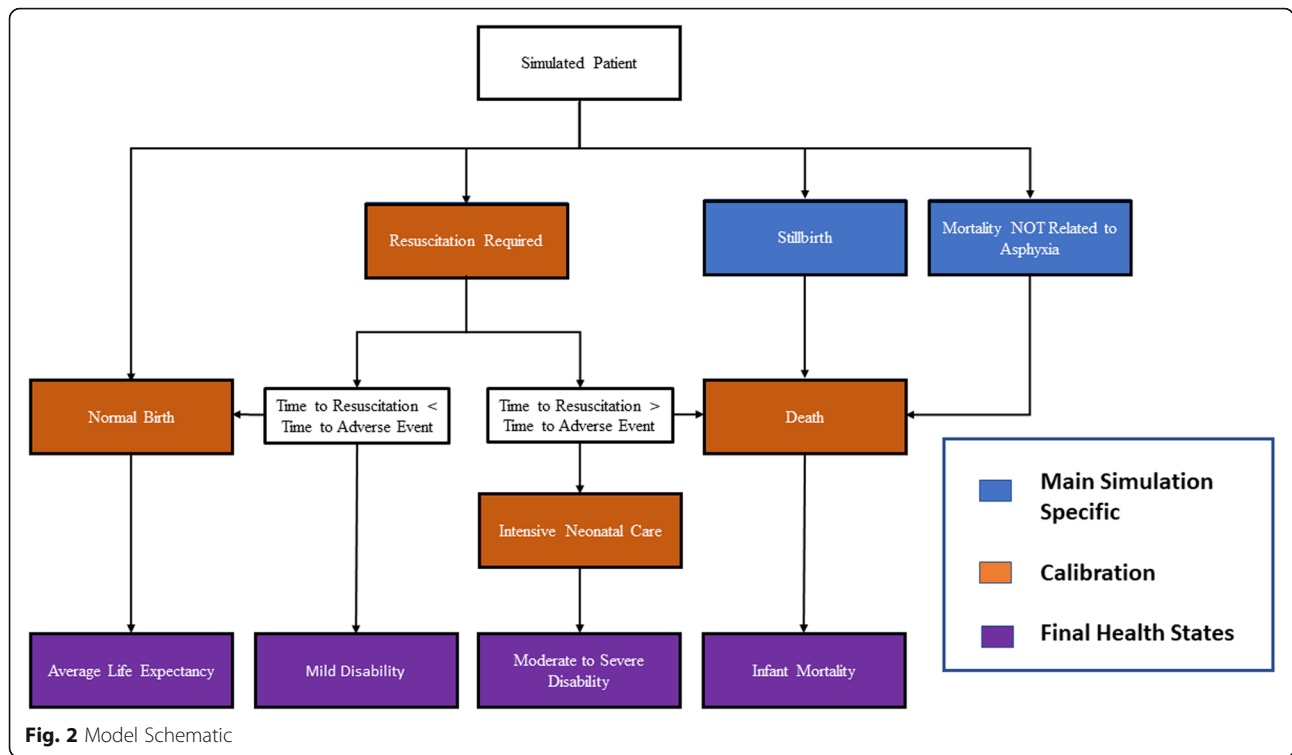 Simulated Patient
Resuscitation Required
Stillbirth
Mortality NOT Related to
Asphyxia
Normal Birth
Time to Resuscitation <
Time to Adverse Event
Time to Resuscitation >
Time to Adverse Event
Death
Intensive Neonatal Care
Main Simulation
Specific
Calibration
Final Health States
Average Life Expectancy
Mild Disability
Moderate to Severe
Disability
Infant Mortality
Fig. 2 Model Schematic